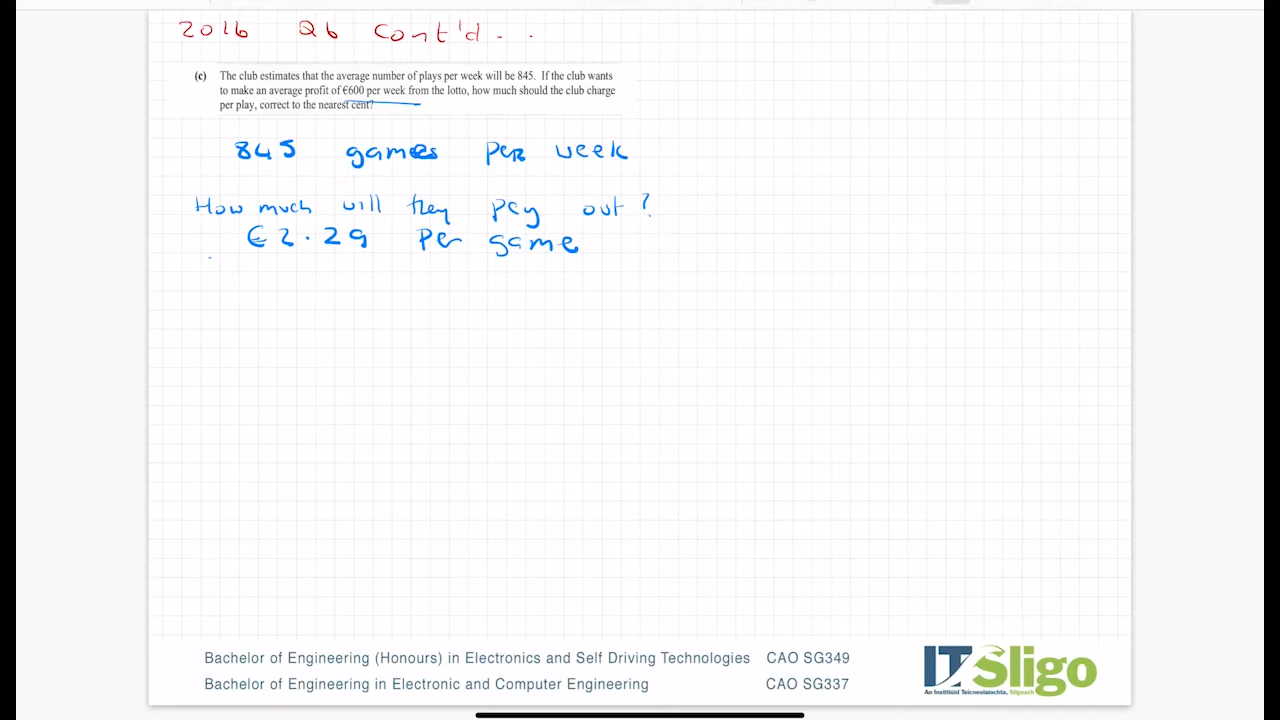 2016 Q6 Cont'd. .
(c) The club estimates that the average number of plays per week will be 845. If the club wants
to make an average profit of €600 per week from the lotto, how much should the club charge
per play, correct to the nearest cent?
845 games per week
How much will they pay out?
€2.29 per game
Bachelor of Engineering (Honours) in Electronics and Self Driving Technologies CAO SG349
Bachelor of Engineering in Electronic and Computer Engineering CAO SG337
IT Sligo
An Institiúid Teicneolaíochta, Sligeach